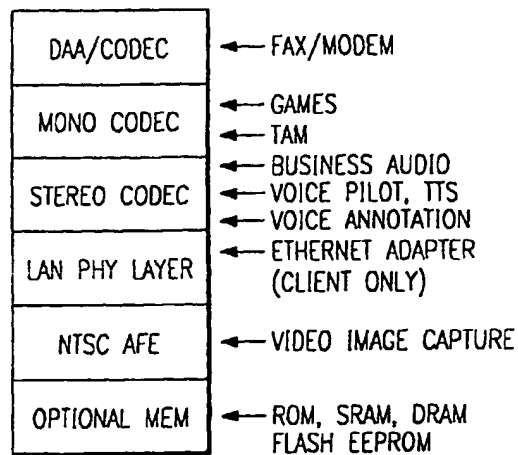 DAA/CODEC
FAX/MODEM
MONO CODEC
GAMES
TAM
STEREO CODEC
BUSINESS AUDIO
VOICE PILOT, TTS
VOICE ANNOTATION
LAN PHY LAYER
ETHERNET ADAPTER
(CLIENT ONLY)
NTSC AFE
VIDEO IMAGE CAPTURE
OPTIONAL MEM
ROM, SRAM, DRAM
FLASH EEPROM